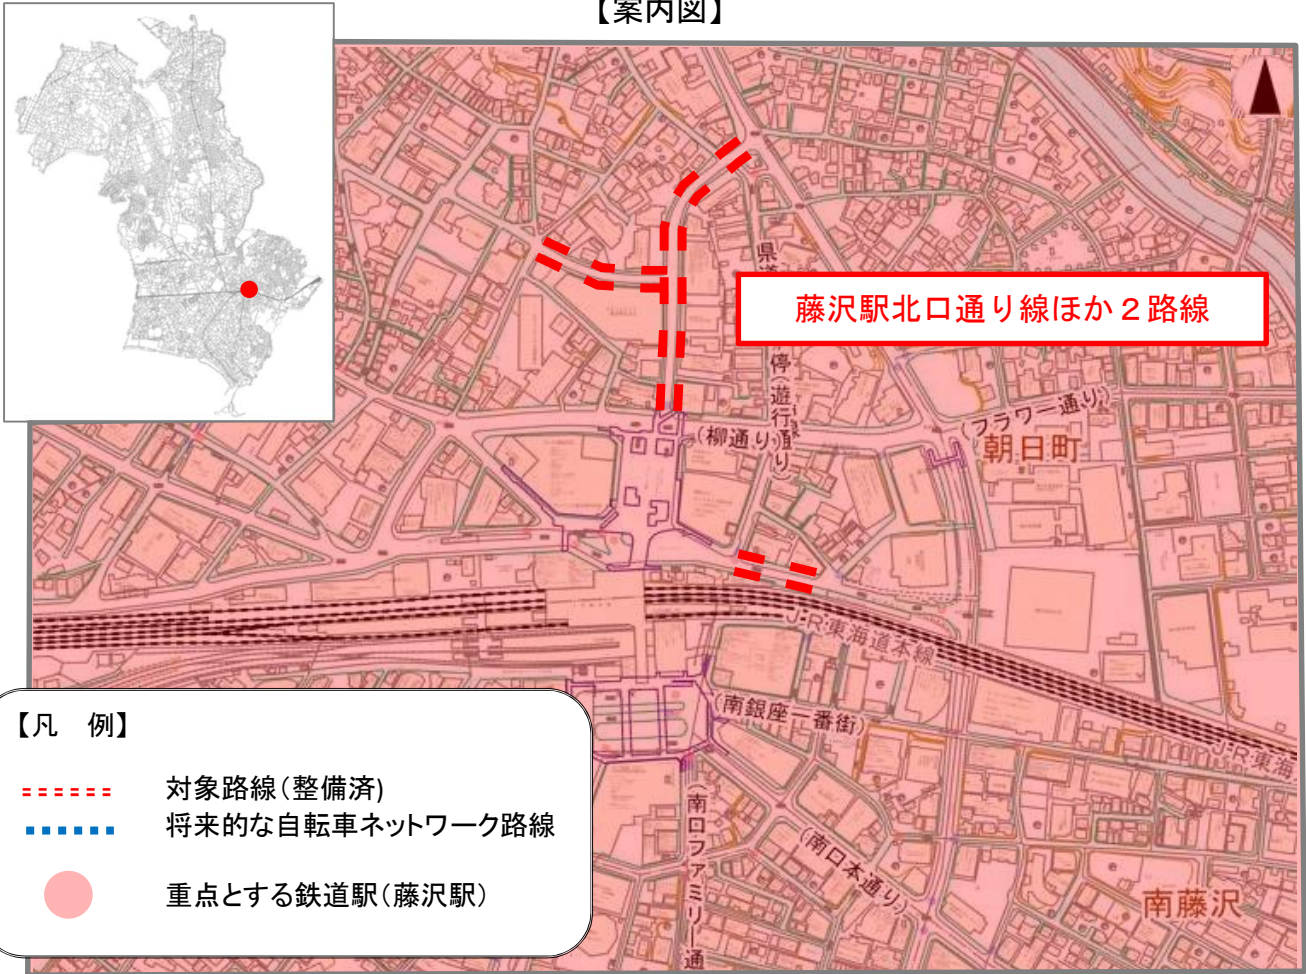 【案内図】
藤沢駅北口通り線ほか２路線
県道
停
(遊行通り)
(柳通り)
(フラワー通り)
朝日町
JR東海道本線
JR東海
(南銀座一番街)
(南口本通り)
(南口ファミリー通
南藤沢
【凡　例】
対象路線(整備済)
将来的な自転車ネットワーク路線
重点とする鉄道駅(藤沢駅)